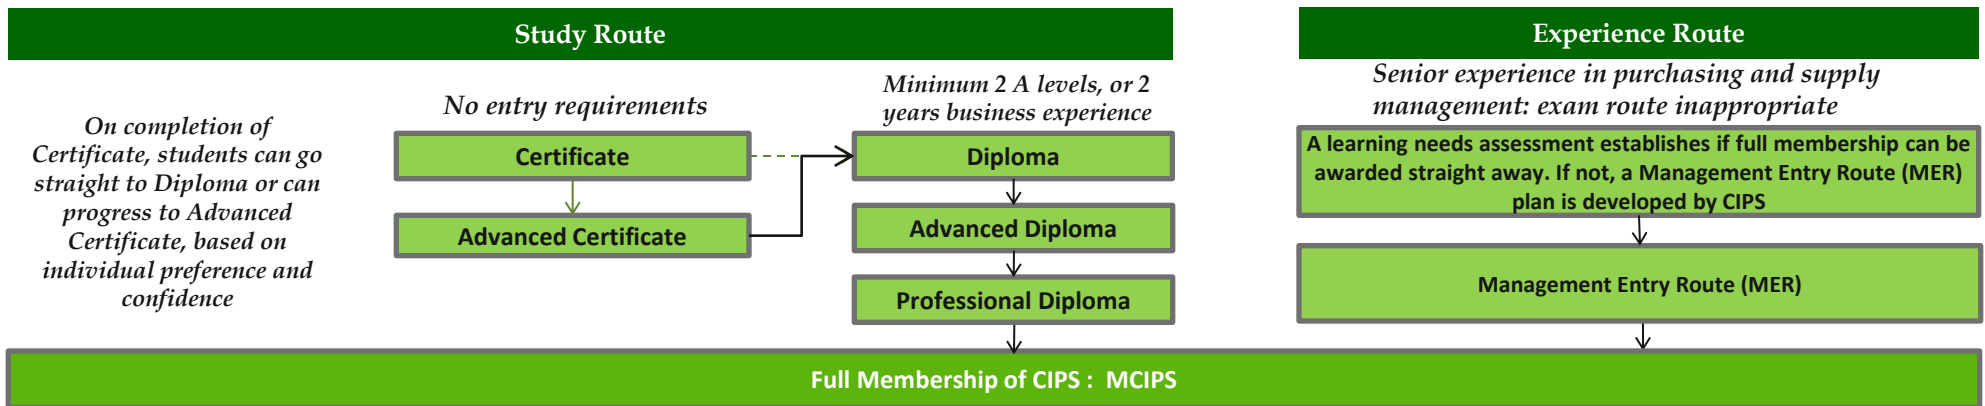 Study Route
On completion of
Certificate, students can go
straight to Diploma or can
progress to Advanced
Certificate, based on
individual preference and
confidence
No entry requirements
Certificate
Advanced Certificate
Minimum 2 A levels, or 2
years business experience
Diploma
Advanced Diploma
Professional Diploma
Experience Route
Senior experience in purchasing and supply
management: exam route inappropriate
A learning needs assessment establishes if full membership can be
awarded straight away. If not, a Management Entry Route (MER)
plan is developed by CIPS
Management Entry Route (MER)
Full Membership of CIPS : MCIPS